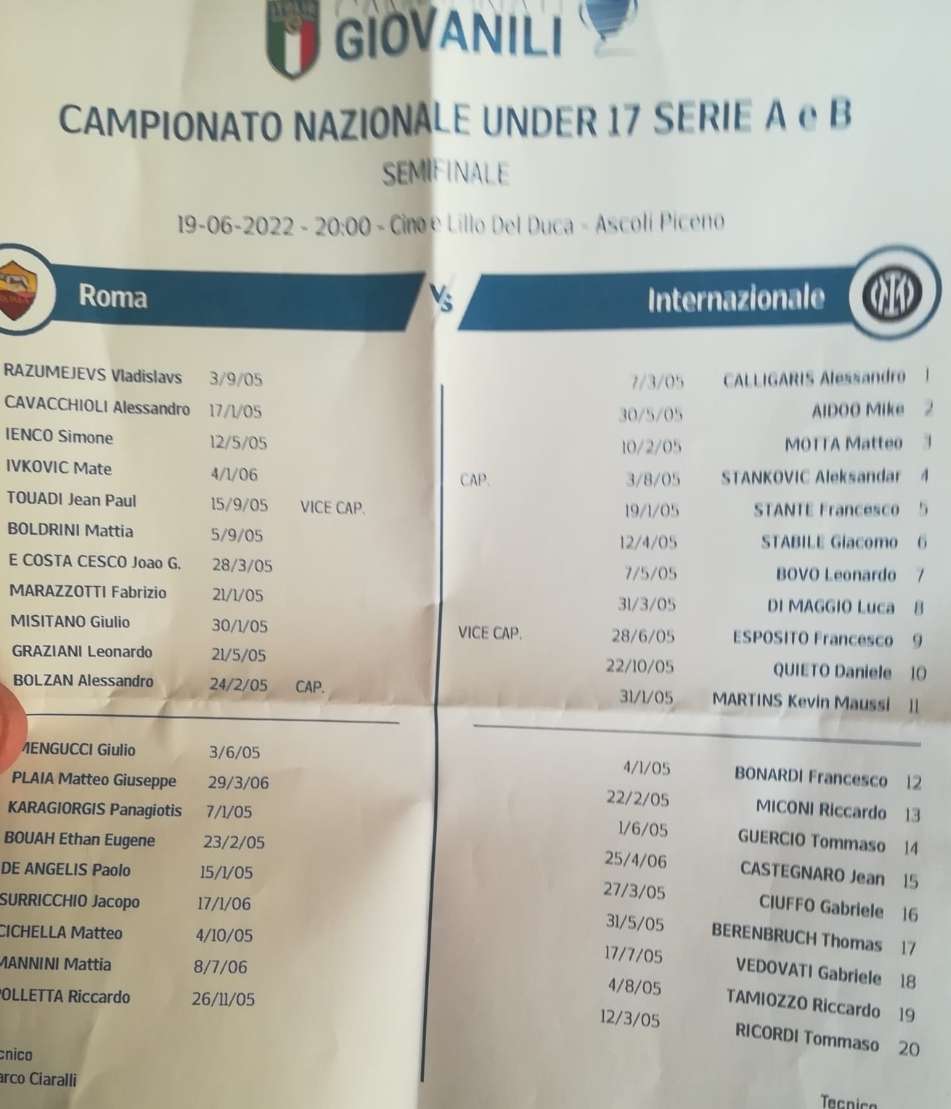 GIOVANILI
CAMPIONATO NAZIONALE UNDER 17 SERIE A e B
SEMIFINALE
19-06-2022 - 20:00 - Cino e Lillo Del Duca - Ascoli Piceno
Roma Vs Internazionale
RAZUMEJEVS Vladislavs 3/9/05
CAVACCHIOLI Alessandro 17/1/05
IENCO Simone 12/5/05
IVKOVIC Mate 4/1/06
TOUADI Jean Paul 15/9/05 VICE CAP.
BOLDRINI Mattia 5/9/05
E COSTA CESCO Joao G. 28/3/05
MARAZZOTTI Fabrizio 21/1/05
MISITANO Giulio 30/1/05
GRAZIANI Leonardo 21/5/05
BOLZAN Alessandro 24/2/05 CAP.
MENGUCCI Giulio 3/6/05
PLAIA Matteo Giuseppe 29/3/06
KARAGIORGIS Panagiotis 7/1/05
BOUAH Ethan Eugene 23/2/05
DE ANGELIS Paolo 15/1/05
SURRICCHIO Jacopo 17/1/06
CICHELLA Matteo 4/10/05
MANNINI Mattia 8/7/06
OLLETTA Riccardo 26/11/05
cnico
arco Ciaralli
7/3/05 CALLIGARIS Alessandro 1
30/5/05 AIDOO Mike 2
10/2/05 MOTTA Matteo 3
CAP. 3/8/05 STANKOVIC Aleksandar 4
19/1/05 STANTE Francesco 5
12/4/05 STABILE Giacomo 6
7/5/05 BOVO Leonardo 7
31/3/05 DI MAGGIO Luca 8
VICE CAP. 28/6/05 ESPOSITO Francesco 9
22/10/05 QUIETO Daniele 10
31/1/05 MARTINS Kevin Maussi 11
4/1/05 BONARDI Francesco 12
22/2/05 MICONI Riccardo 13
1/6/05 GUERCIO Tommaso 14
25/4/06 CASTEGNARO Jean 15
27/3/05 CIUFFO Gabriele 16
31/5/05 BERENBRUCH Thomas 17
17/7/05 VEDOVATI Gabriele 18
4/8/05 TAMIOZZO Riccardo 19
12/3/05 RICORDI Tommaso 20
Tecnico